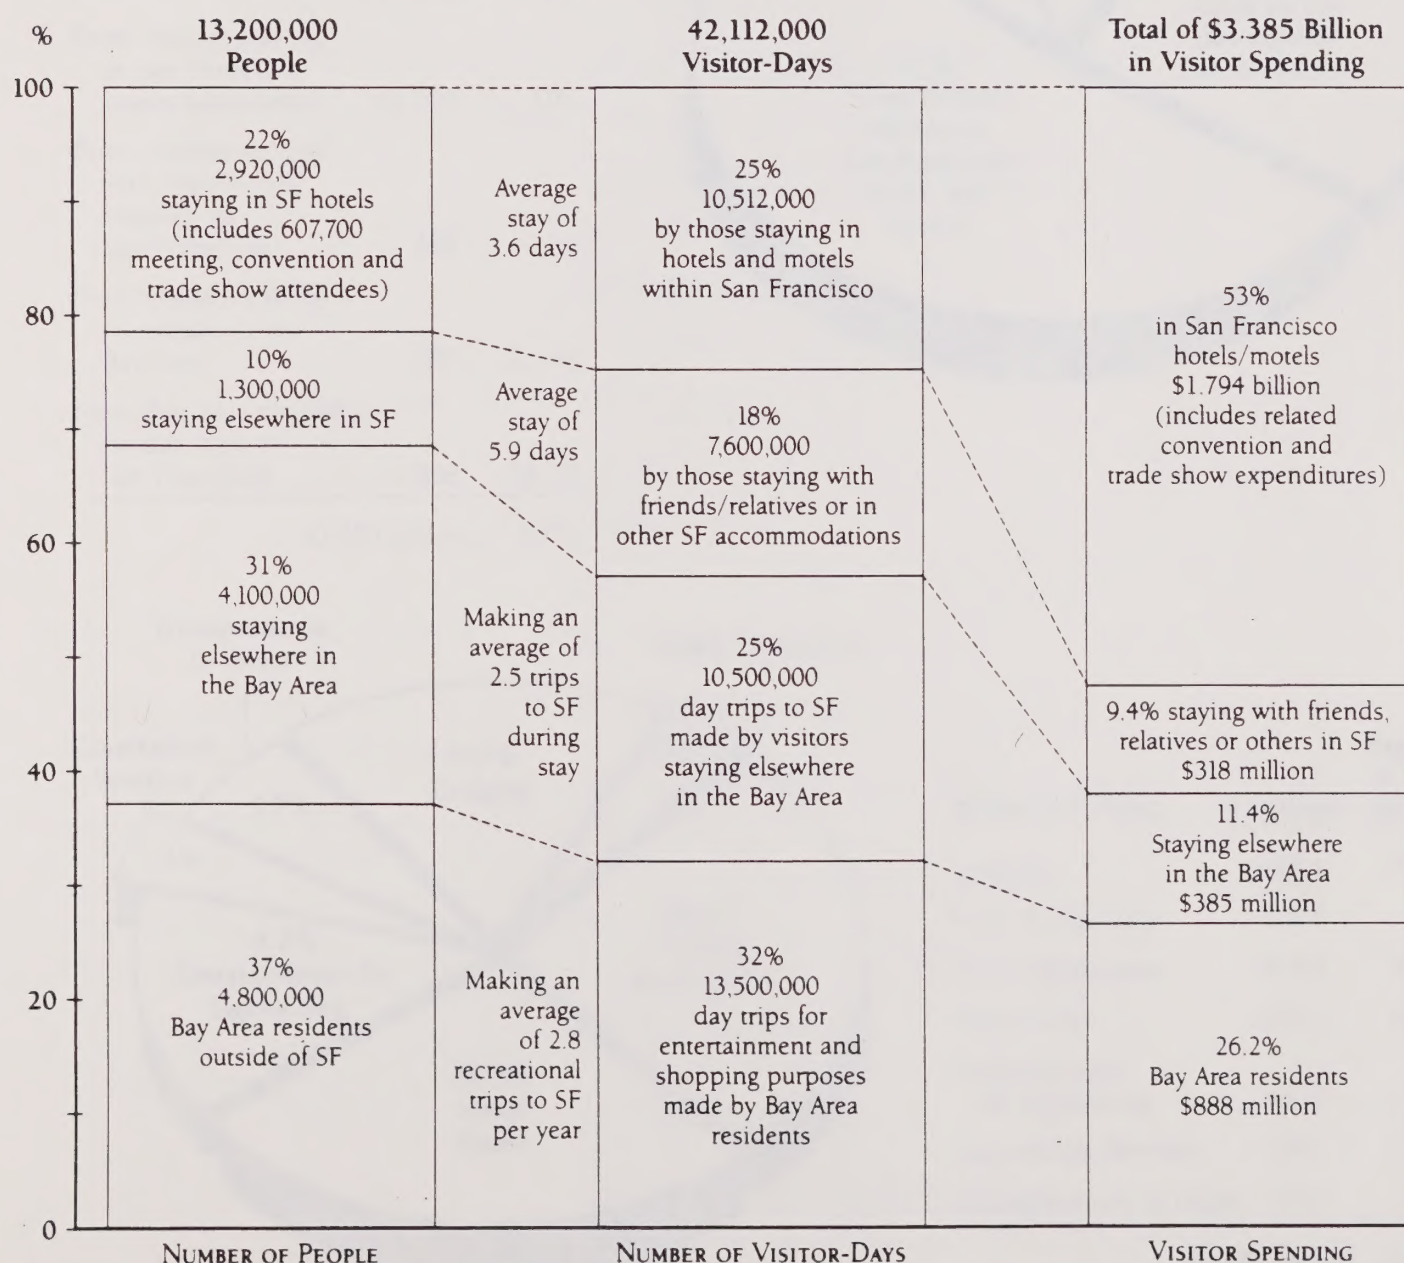 %
13,200,000
People
42,112,000
Visitor-Days
Total of $3.385 Billion
in Visitor Spending
100
80
60
40
20
0
22%
2,920,000
staying in SF hotels
(includes 607,700
meeting, convention and
trade show attendees)
10%
1,300,000
staying elsewhere in SF
31%
4,100,000
staying
elsewhere in
the Bay Area
37%
4,800,000
Bay Area residents
outside of SF
Average
stay of
3.6 days
Average
stay of
5.9 days
Making an
average of
2.5 trips
to SF
during
stay
Making an
average
of 2.8
recreational
trips to SF
per year
25%
10,512,000
by those staying in
hotels and motels
within San Francisco
18%
7,600,000
by those staying with
friends/relatives or in
other SF accommodations
25%
10,500,000
day trips to SF
made by visitors
staying elsewhere
in the Bay Area
32%
13,500,000
day trips for
entertainment and
shopping purposes
made by Bay Area
residents
53%
in San Francisco
hotels/motels
$1.794 billion
(includes related
convention and
trade show expenditures)
9.4% staying with friends,
relatives or others in SF
$318 million
11.4%
Staying elsewhere
in the Bay Area
$385 million
26.2%
Bay Area residents
$888 million
NUMBER OF PEOPLE
NUMBER OF VISITOR-DAYS
VISITOR SPENDING